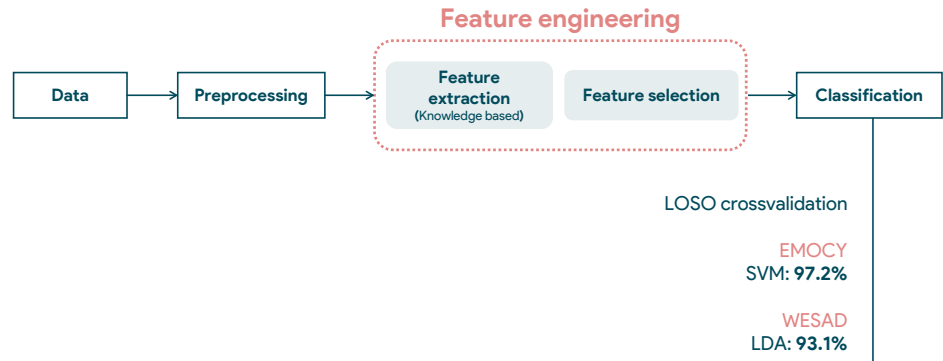 Feature engineering
Data
Preprocessing
Feature
extraction
(Knowledge based)
Feature selection
Classification
LOSO crossvalidation
EMOCY
SVM: 97.2%
WESAD
LDA: 93.1%